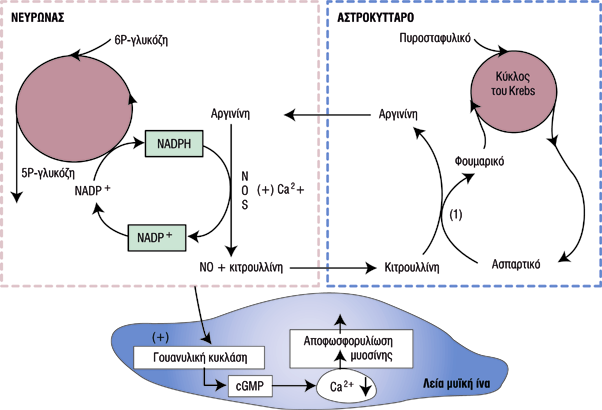 ΝΕΥΡΩΝΑΣ
6P-γλυκόζη
5P-γλυκόζη
NADP+
NADPH
NADP+
Αργινίνη
N
O
S
(+) Ca2+
NO + κιτρουλλίνη
ΑΣΤΡΟΚΥΤΤΑΡΟ
Πυροσταφυλικό
Κύκλος
του Krebs
Αργινίνη
Φουμαρικό
(1)
Κιτρουλλίνη
Ασπαρτικό
(+)
Γουανυλική κυκλάση
cGMP
Αποφωσφορυλίωση
μυοσίνης
Ca2+
Λεία μυϊκή ίνα